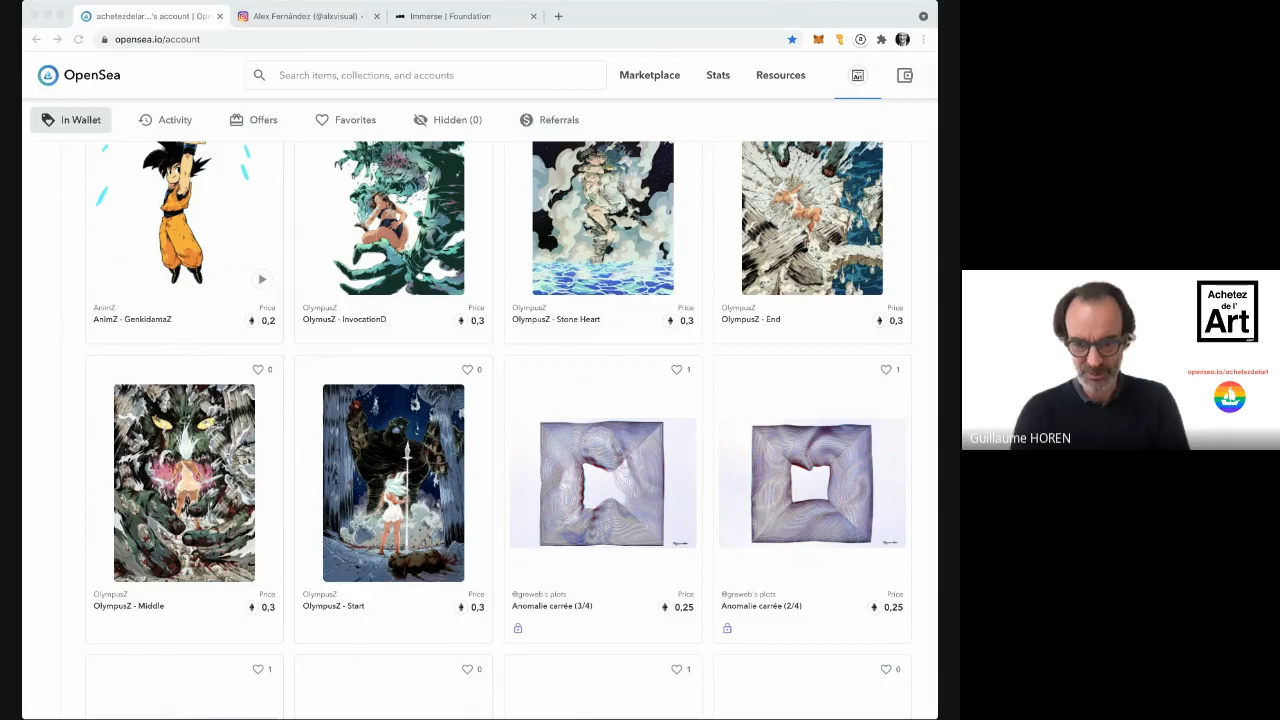 achetezdelar...'s account | Op
Alex Fernández (@alxvisual) •
Immerse | Foundation
opensea.io/account
OpenSea
Search items, collections, and accounts
Marketplace
Stats
Resources
Art
In Wallet
Activity
Offers
Favorites
Hidden (0)
Referrals
AnimZ
Price
AnimZ - GenkidamaZ
0,2
OlympusZ
Price
OlymusZ - InvocationD
0,3
OlympusZ
Price
OlympusZ - Stone Heart
0,3
OlympusZ
Price
OlympusZ - End
0,3
0
0
1
1
OlympusZ
Price
OlympusZ - Middle
0,3
OlympusZ
Price
OlympusZ - Start
0,3
@greweb's plots
Price
Anomalie carrée (3/4)
0,25
@greweb's plots
Price
Anomalie carrée (2/4)
0,25
1
0
1
0
Achetez
de l'
Art
opensea.io/achetezdelart
Guillaume HOREN